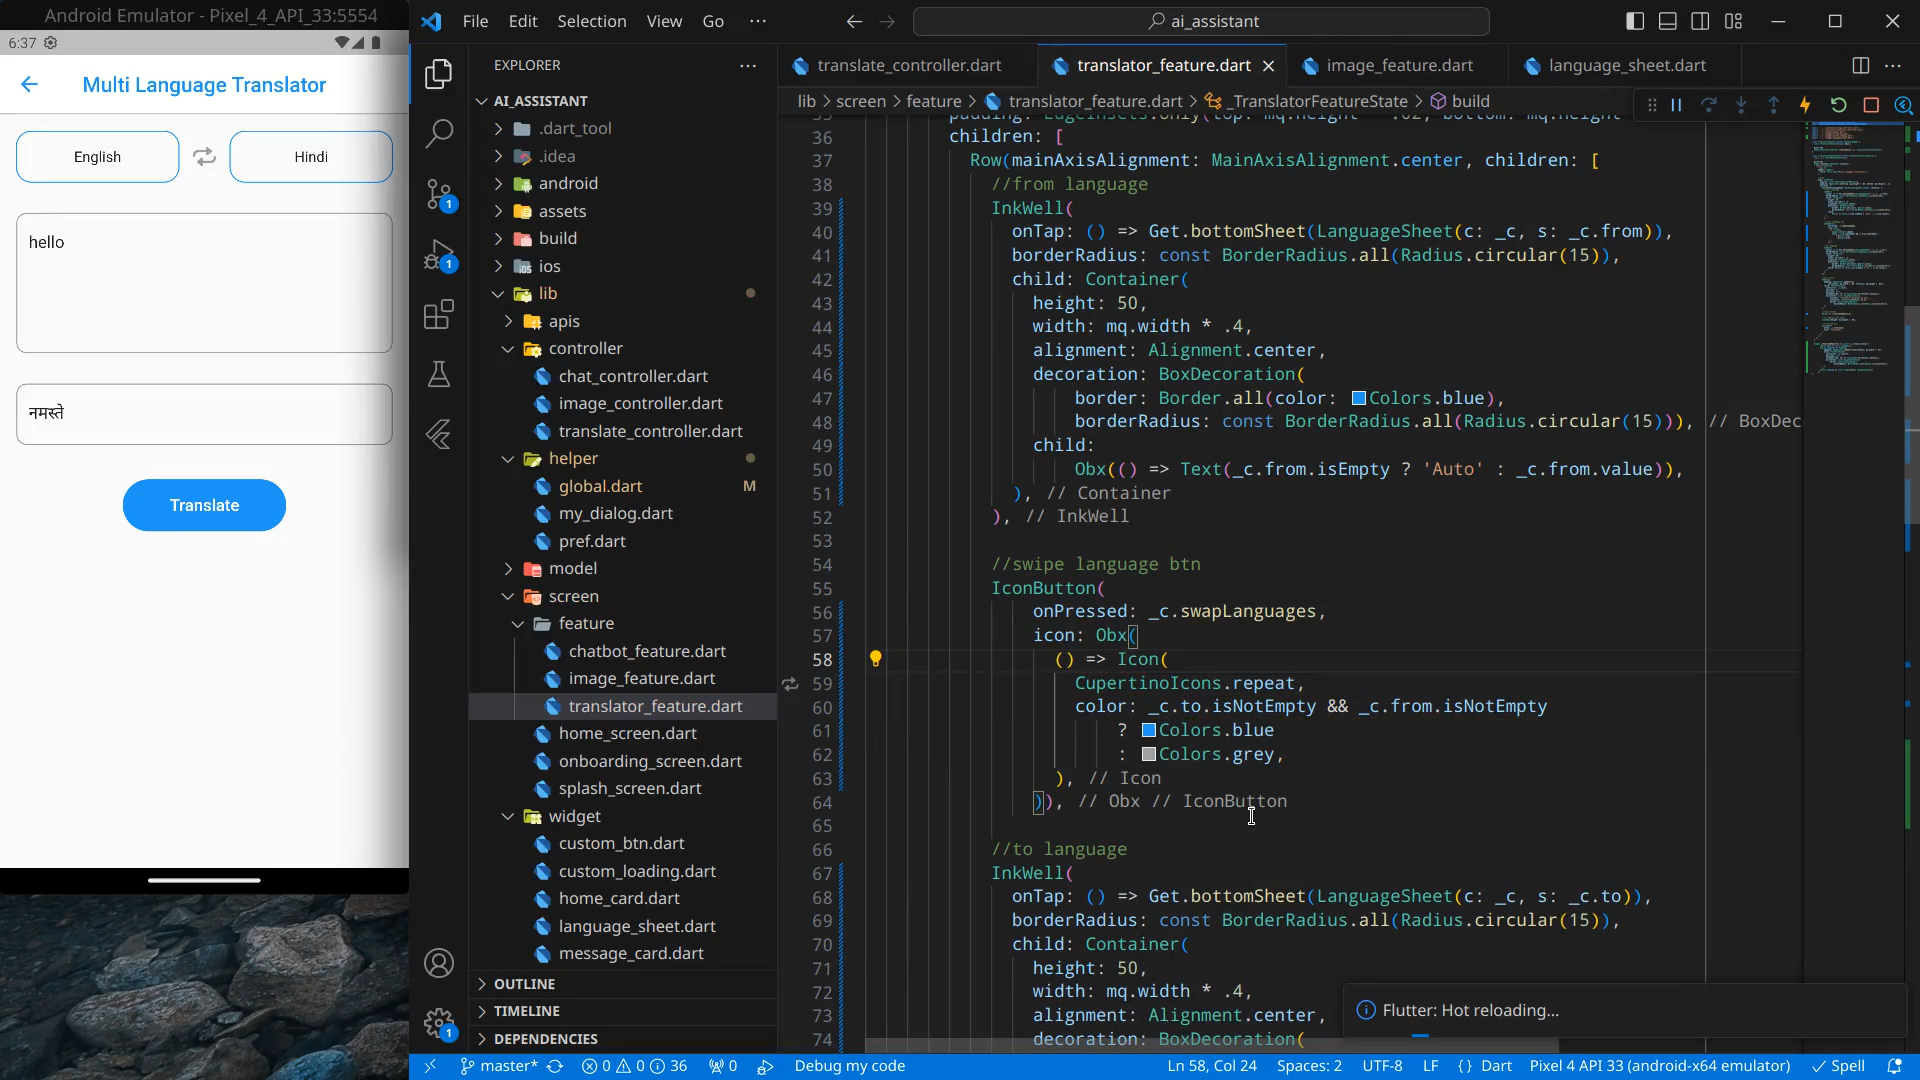 Android Emulator - Pixel_4_API_33:5554
6:37
Multi Language Translator
English
Hindi
hello
नमस्ते
Translate
File Edit Selection View Go ···
ai_assistant
EXPLORER
AI_ASSISTANT
.dart_tool
.idea
android
assets
build
ios
lib
apis
controller
chat_controller.dart
image_controller.dart
translate_controller.dart
helper
global.dart M
my_dialog.dart
pref.dart
model
screen
feature
chatbot_feature.dart
image_feature.dart
translator_feature.dart
home_screen.dart
onboarding_screen.dart
splash_screen.dart
widget
custom_btn.dart
custom_loading.dart
home_card.dart
language_sheet.dart
message_card.dart
OUTLINE
TIMELINE
DEPENDENCIES
1
1
1
translate_controller.dart translator_feature.dart image_feature.dart language_sheet.dart
lib > screen > feature > translator_feature.dart > _TranslatorFeatureState > build
36 children: [
37 Row(mainAxisAlignment: MainAxisAlignment.center, children: [
38 //from language
39 InkWell(
40 onTap: () => Get.bottomSheet(LanguageSheet(c: _c, s: _c.from)),
41 borderRadius: const BorderRadius.all(Radius.circular(15)),
42 child: Container(
43 height: 50,
44 width: mq.width * .4,
45 alignment: Alignment.center,
46 decoration: BoxDecoration(
47 border: Border.all(color: Colors.blue),
48 borderRadius: const BorderRadius.all(Radius.circular(15))), // BoxDec
49 child:
50 Obx(() => Text(_c.from.isEmpty ? 'Auto' : _c.from.value)),
51 ), // Container
52 ), // InkWell
53
54 //swipe language btn
55 IconButton(
56 onPressed: _c.swapLanguages,
57 icon: Obx(
58 () => Icon(
59 CupertinoIcons.repeat,
60 color: _c.to.isNotEmpty && _c.from.isNotEmpty
61 ? Colors.blue
62 : Colors.grey,
63 ), // Icon
64 )), // Obx // IconButton
65
66 //to language
67 InkWell(
68 onTap: () => Get.bottomSheet(LanguageSheet(c: _c, s: _c.to)),
69 borderRadius: const BorderRadius.all(Radius.circular(15)),
70 child: Container(
71 height: 50,
72 width: mq.width * .4,
73 alignment: Alignment.center,
74 decoration: BoxDecoration(
Flutter: Hot reloading...
master* 0 0 36 0 Debug my code Ln 58, Col 24 Spaces: 2 UTF-8 LF {} Dart Pixel 4 API 33 (android-x64 emulator) Spell